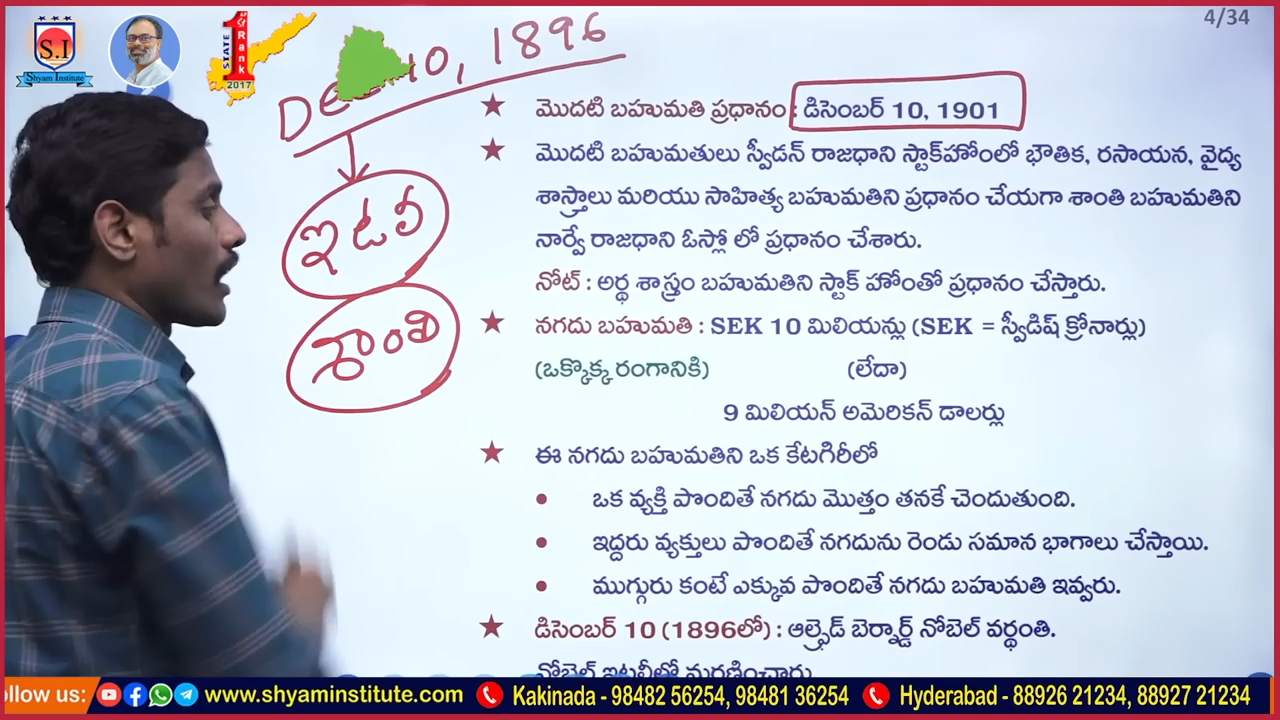 S.I
Shyam Institute
STATE
1
AP Rank
2017
4/34
10, 1896
ఇటలీ
శాంతి
★ మొదటి బహుమతి ప్రధానం : డిసెంబర్ 10, 1901
★ మొదటి బహుమతులు స్వీడన్ రాజధాని స్టాక్‌హోంలో భౌతిక, రసాయన, వైద్య
శాస్త్రాలు మరియు సాహిత్య బహుమతిని ప్రధానం చేయగా శాంతి బహుమతిని
నార్వే రాజధాని ఓస్లో లో ప్రధానం చేశారు.
నోట్ : అర్థ శాస్త్రం బహుమతిని స్టాక్ హోంతో ప్రధానం చేస్తారు.
★ నగదు బహుమతి : SEK 10 మిలియన్లు (SEK = స్వీడిష్ క్రోనార్లు)
(ఒక్కొక్క రంగానికి) (లేదా)
9 మిలియన్ అమెరికన్ డాలర్లు
★ ఈ నగదు బహుమతిని ఒక కేటగిరీలో
• ఒక వ్యక్తి పొందితే నగదు మొత్తం తనకే చెందుతుంది.
• ఇద్దరు వ్యక్తులు పొందితే నగదును రెండు సమాన భాగాలు చేస్తాయి.
• ముగ్గురు కంటే ఎక్కువ పొందితే నగదు బహుమతి ఇవ్వరు.
★ డిసెంబర్ 10 (1896లో) : ఆల్ఫ్రెడ్ బెర్నార్డ్ నోబెల్ వర్థంతి.
నోబెల్ ఇటలీలో మరణించారు
ollow us: www.shyaminstitute.com Kakinada - 98482 56254, 98481 36254 Hyderabad - 88926 21234, 88927 21234